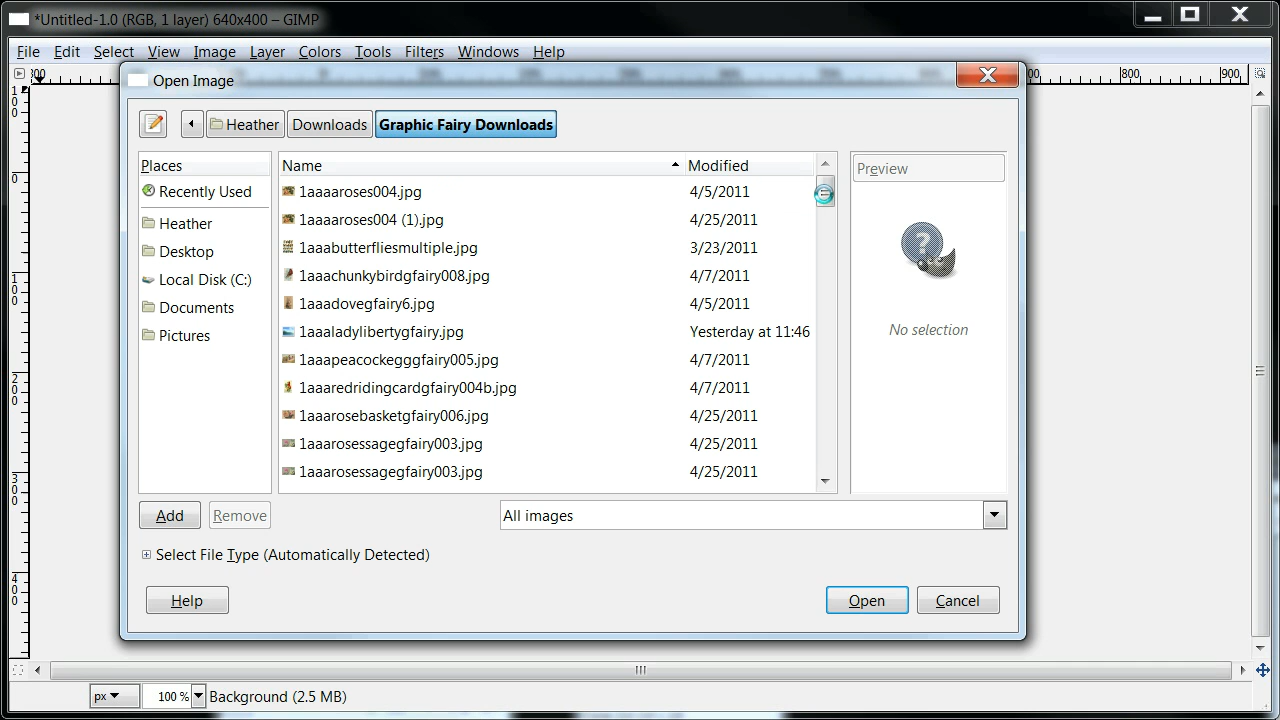 *Untitled-1.0 (RGB, 1 layer) 640x400 – GIMP
File Edit Select View Image Layer Colors Tools Filters Windows Help
Open Image
Heather Downloads Graphic Fairy Downloads
Places
Recently Used
Heather
Desktop
Local Disk (C:)
Documents
Pictures
Name Modified
1aaaaroses004.jpg 4/5/2011
1aaaaroses004 (1).jpg 4/25/2011
1aaabutterfliesmultiple.jpg 3/23/2011
1aaachunkybirdgfairy008.jpg 4/7/2011
1aaadovegfairy6.jpg 4/5/2011
1aaaladylibertygfairy.jpg Yesterday at 11:46
1aaapeacockegggfairy005.jpg 4/7/2011
1aaaredridingcardgfairy004b.jpg 4/7/2011
1aaarosebasketgfairy006.jpg 4/25/2011
1aaarosessagegfairy003.jpg 4/25/2011
1aaarosessagegfairy003.jpg 4/25/2011
Preview
No selection
Add Remove All images
Select File Type (Automatically Detected)
Help Open Cancel
800 900
100
0
100
200
300
400
px 100 % Background (2.5 MB)